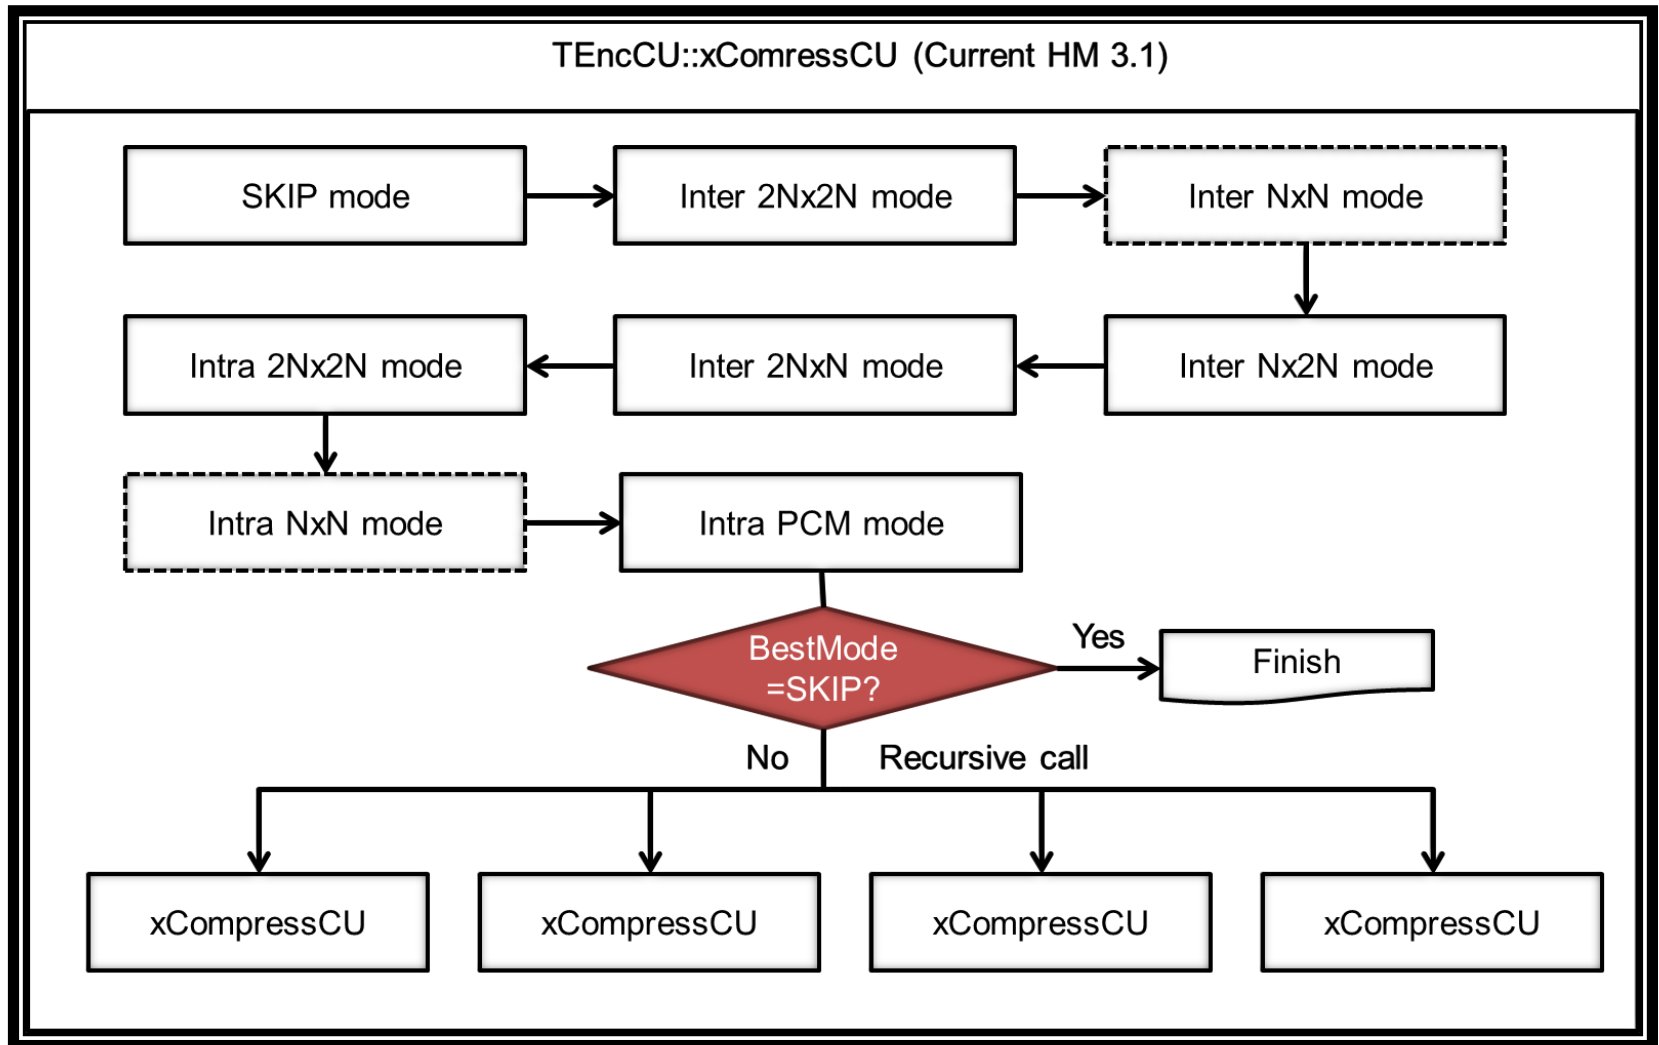 TEncCU::xComressCU (Current HM 3.1)
SKIP mode
Inter 2Nx2N mode
Inter NxN mode
Intra 2Nx2N mode
Inter 2NxN mode
Inter Nx2N mode
Intra NxN mode
Intra PCM mode
BestMode
=SKIP?
Yes
Finish
No
Recursive call
xCompressCU
xCompressCU
xCompressCU
xCompressCU